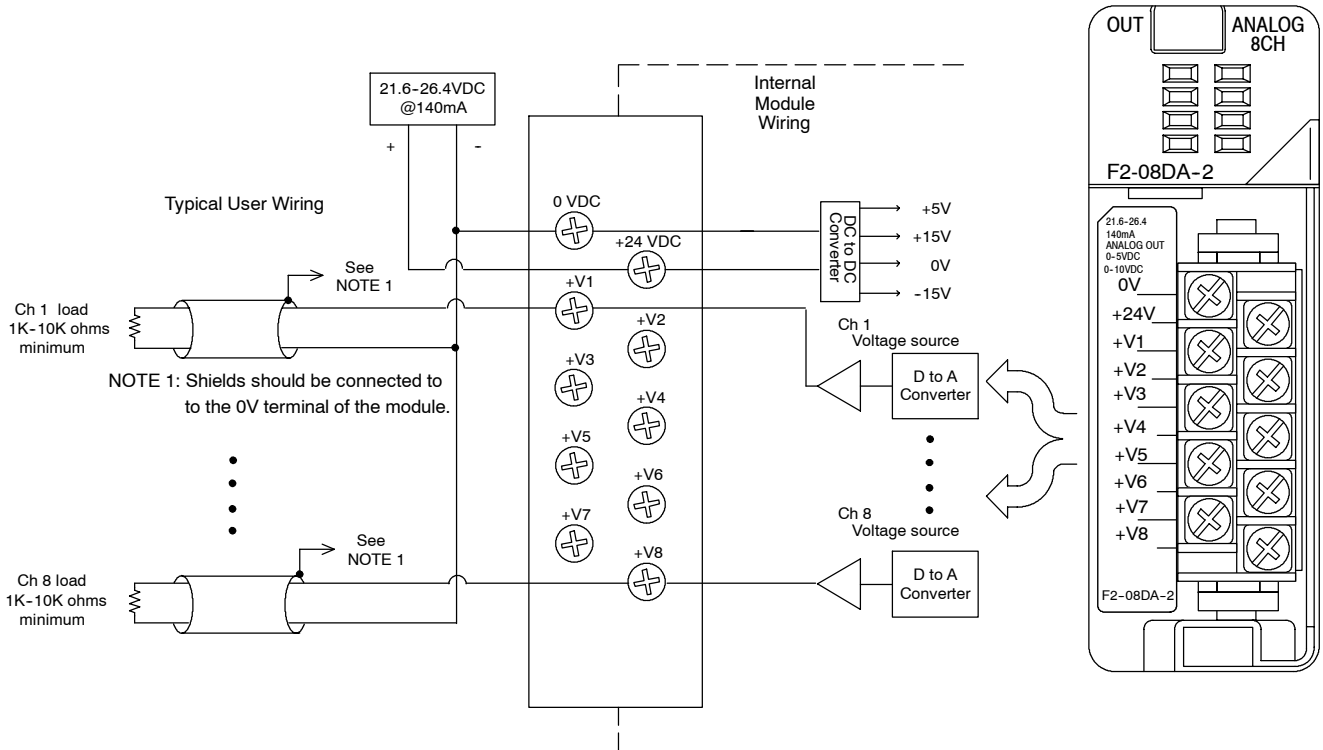 21.6-26.4VDC
@140mA
+ -
Internal
Module
Wiring
Typical User Wiring
0 VDC
+24 VDC
DC to DC
Converter
+5V
+15V
0V
-15V
See
NOTE 1
Ch 1 load
1K-10K ohms
minimum
NOTE 1: Shields should be connected to
to the 0V terminal of the module.
+V1
+V2
+V3
+V4
+V5
+V6
+V7
+V8
Ch 1
Voltage source
D to A
Converter
See
NOTE 1
Ch 8 load
1K-10K ohms
minimum
Ch 8
Voltage source
D to A
Converter
OUT
ANALOG
8CH
F2-08DA-2
21.6-26.4
140mA
ANALOG OUT
0-5VDC
0-10VDC
0V
+24V
+V1
+V2
+V3
+V4
+V5
+V6
+V7
+V8
F2-08DA-2